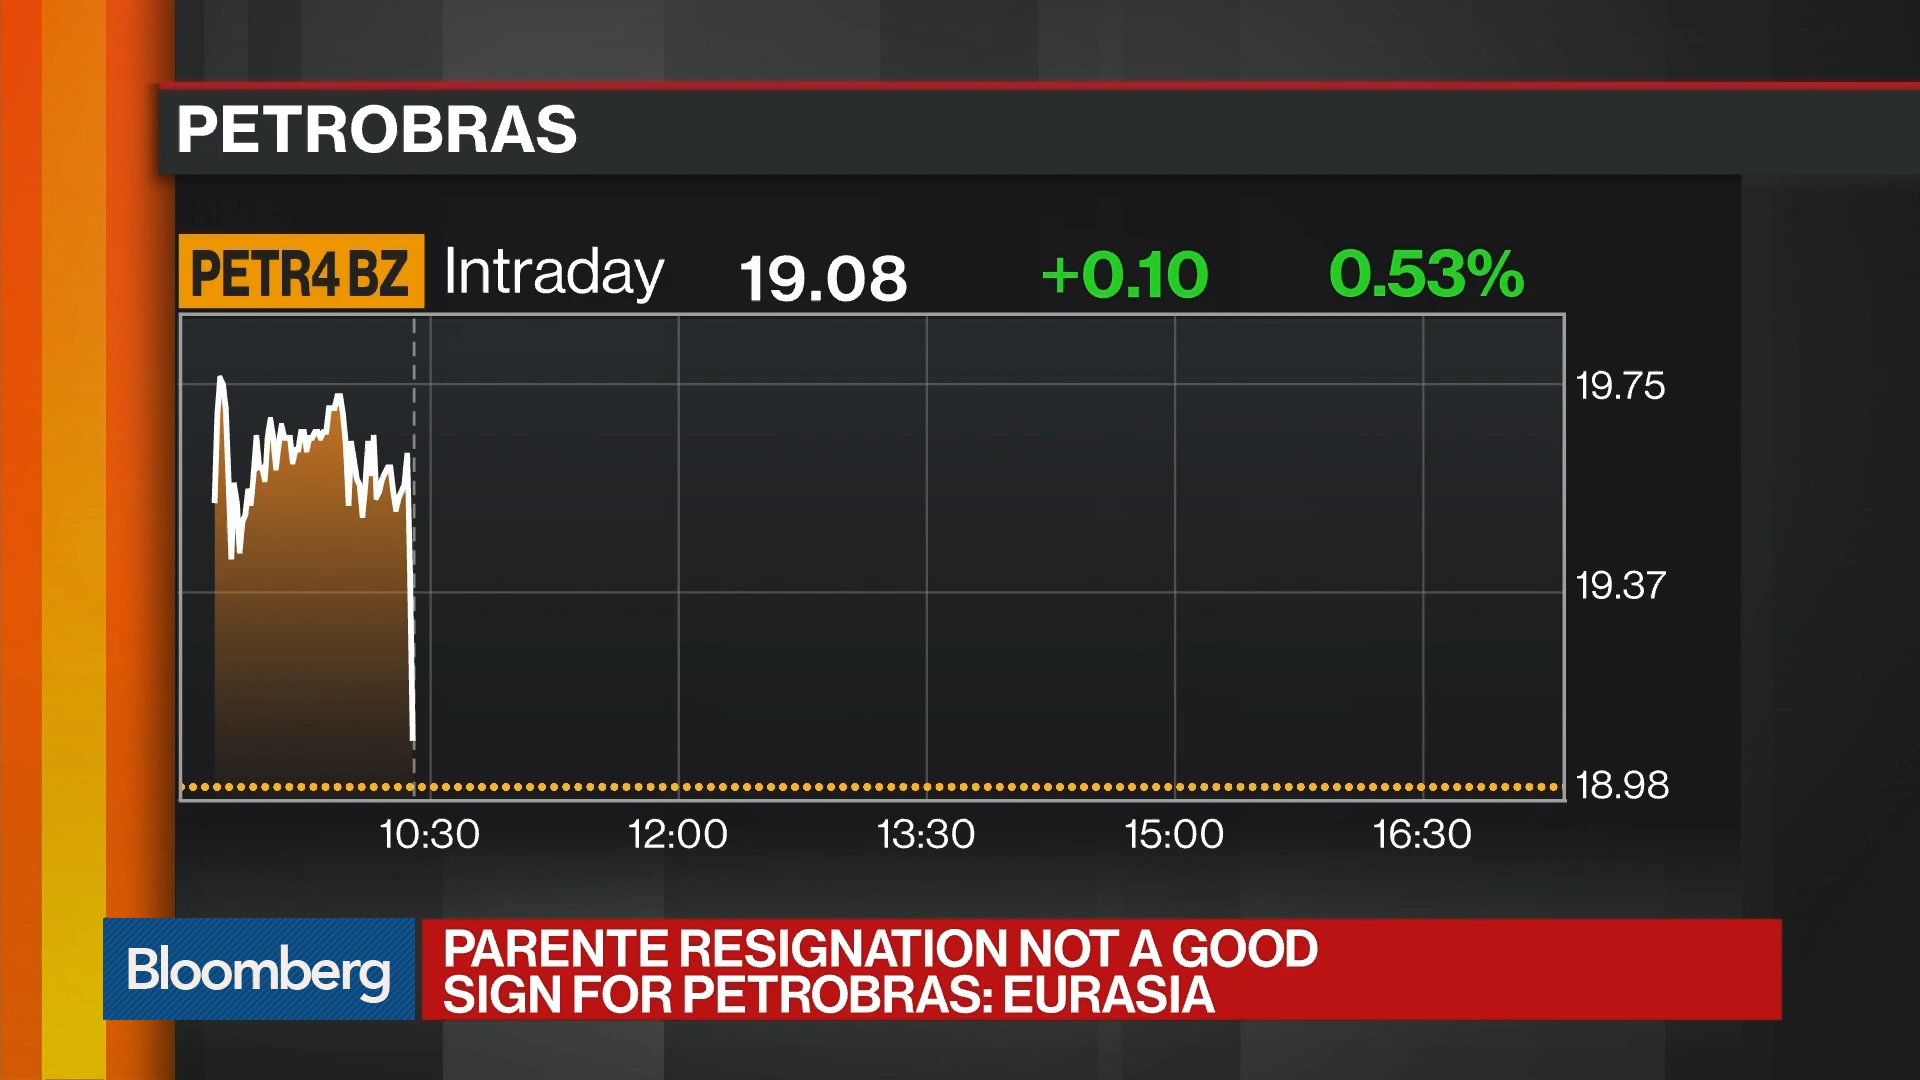 PETROBRAS
PETR4 BZ Intraday 19.08 +0.10 0.53%
19.75
19.37
18.98
10:30 12:00 13:30 15:00 16:30
Bloomberg
PARENTE RESIGNATION NOT A GOOD
SIGN FOR PETROBRAS: EURASIA